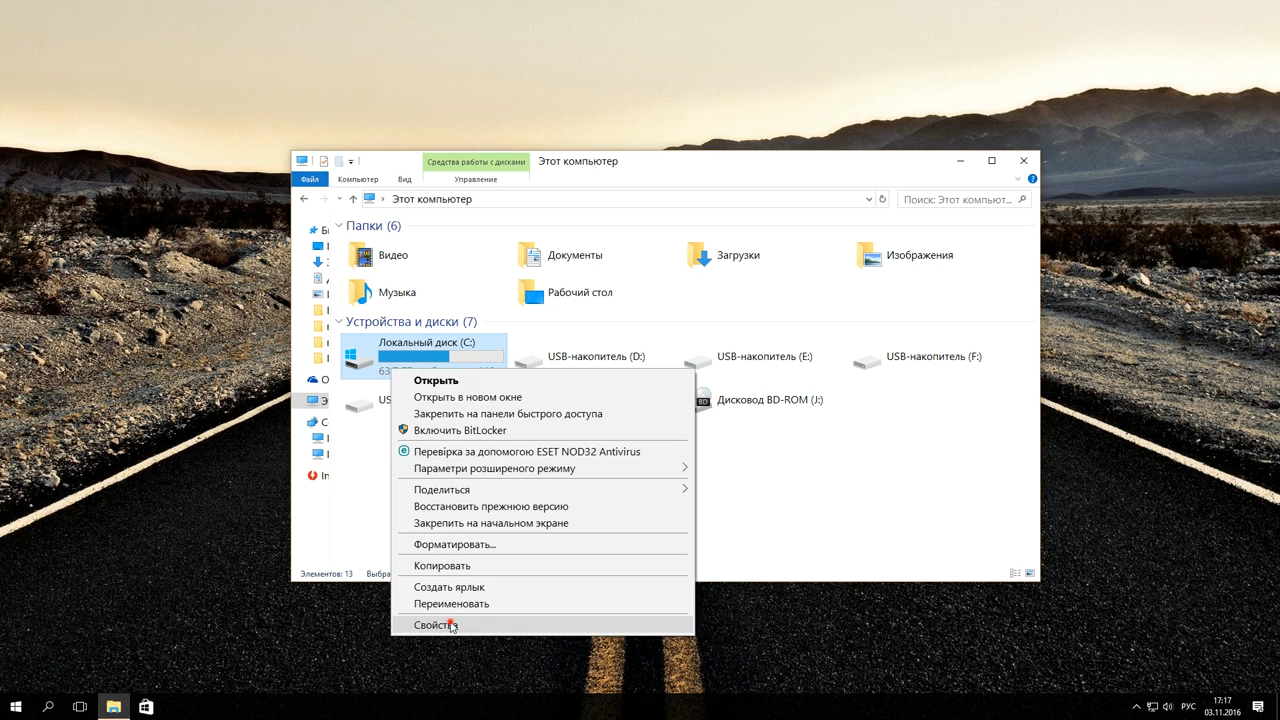 Средства работы с дисками
Этот компьютер
Файл
Компьютер
Вид
Управление
Этот компьютер
Поиск: Этот компьют...
Папки (6)
Видео
Документы
Загрузки
Изображения
Музыка
Рабочий стол
Устройства и диски (7)
Локальный диск (C:)
USB-накопитель (D:)
USB-накопитель (E:)
USB-накопитель (F:)
Дисковод BD-ROM (J:)
Открыть
Открыть в новом окне
Закрепить на панели быстрого доступа
Включить BitLocker
Перевірка за допомогою ESET NOD32 Antivirus
Параметри розширеного режиму
Поделиться
Восстановить прежнюю версию
Закрепить на начальном экране
Форматировать...
Копировать
Создать ярлык
Переименовать
Свойства
Элементов: 13
Выбра
РУС
17:17
03.11.2016